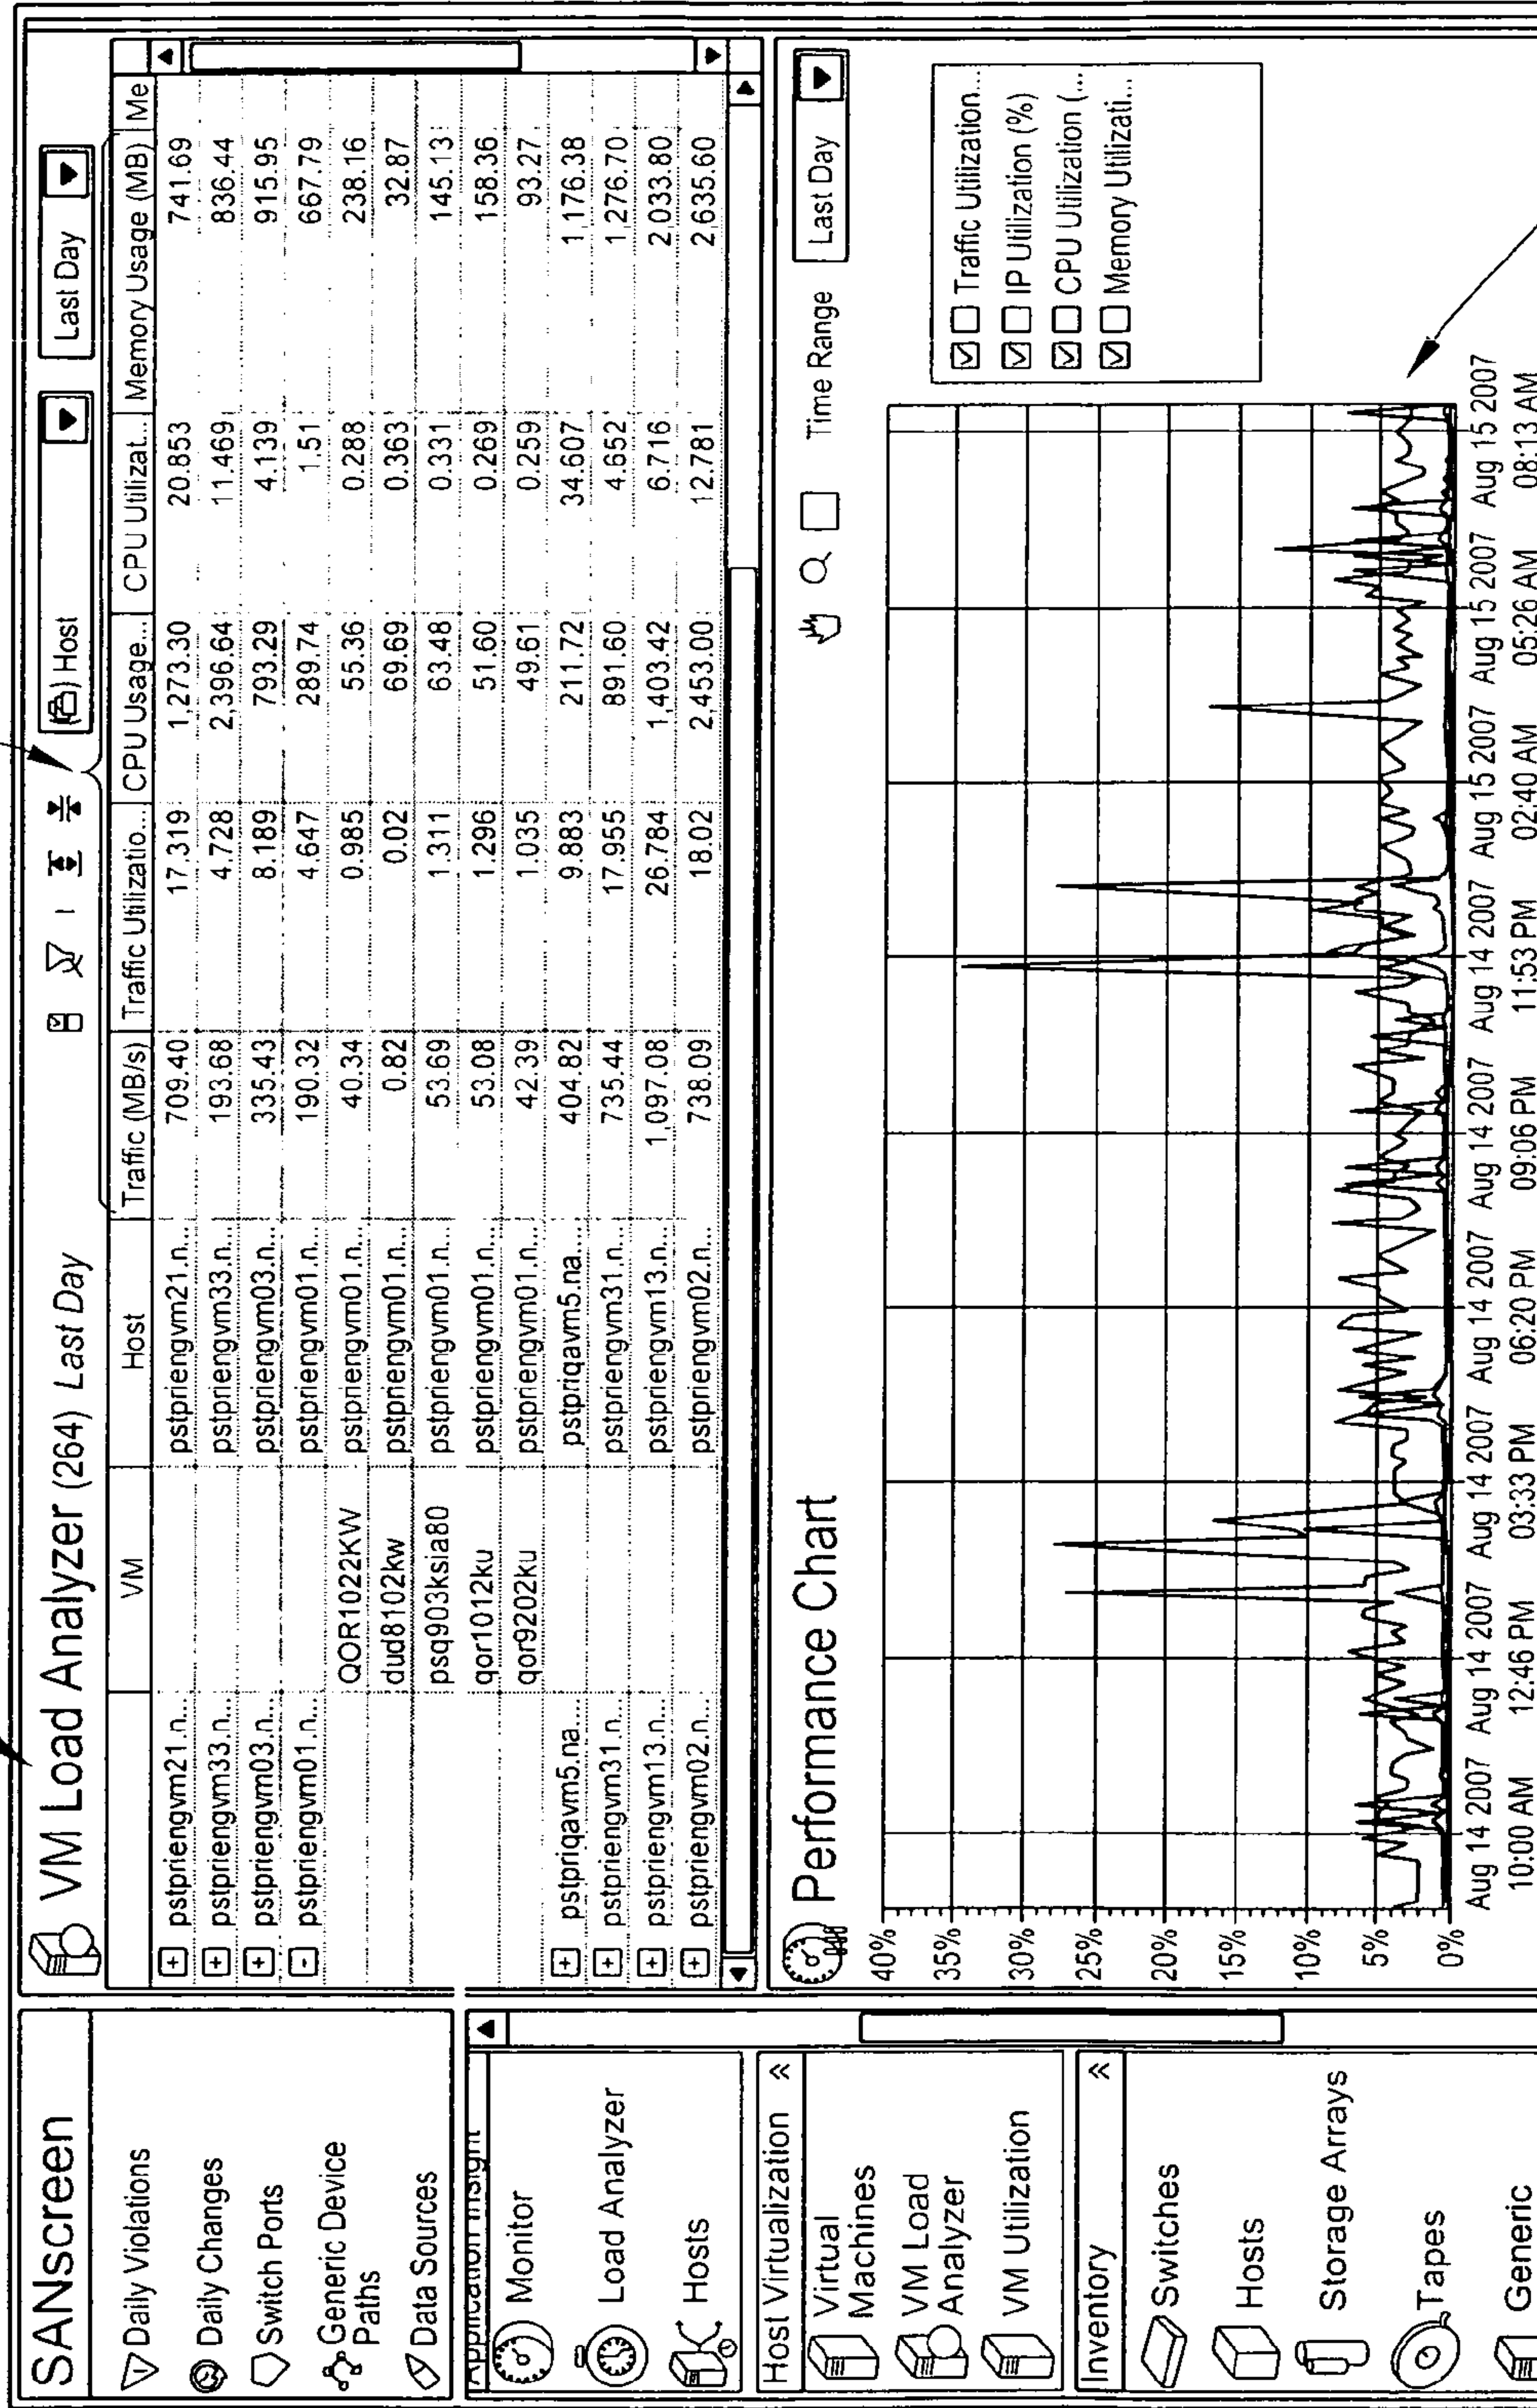 SANscreen
Daily Violations
Daily Changes
Switch Ports
Generic Device
Paths
Data Sources
Application Insight
Monitor
Load Analyzer
Hosts
Host Virtualization
Virtual
Machines
VM Load
Analyzer
VM Utilization
Inventory
Switches
Hosts
Storage Arrays
Tapes
Generic
VM Load Analyzer (264) Last Day
Host
Last Day
VM Host Traffic (MB/s) Traffic Utilizatio... CPU Usage... CPU Utilizat... Memory Usage (MB) Me
+ pstpriengvm21.n... pstpriengvm21.n... 709.40 17.319 1,273.30 20.853 741.69
+ pstpriengvm33.n... pstpriengvm33.n... 193.68 4.728 2,396.64 11.469 836.44
+ pstpriengvm03.n... pstpriengvm03.n... 335.43 8.189 793.29 4.139 915.95
- pstpriengvm01.n... pstpriengvm01.n... 190.32 4.647 289.74 1.51 667.79
QOR1022KW pstpriengvm01.n... 40.34 0.985 55.36 0.288 238.16
dud8102kw pstpriengvm01.n... 0.82 0.02 69.69 0.363 32.87
psq903ksia80 pstpriengvm01.n... 53.69 1.311 63.48 0.331 145.13
qor1012ku pstpriengvm01.n... 53.08 1.296 51.60 0.269 158.36
qor9202ku pstpriengvm01.n... 42.39 1.035 49.61 0.259 93.27
+ pstpriqavm5.na... pstpriqavm5.na... 404.82 9.883 211.72 34.607 1,176.38
+ pstpriengvm31.n... pstpriengvm31.n... 735.44 17.955 891.60 4.652 1,276.70
+ pstpriengvm13.n... pstpriengvm13.n... 1,097.08 26.784 1,403.42 6.716 2,033.80
+ pstpriengvm02.n... pstpriengvm02.n... 738.09 18.02 2,453.00 12.781 2,635.60
Performance Chart
Time Range
Last Day
40%
35%
30%
25%
20%
15%
10%
5%
0%
Aug 14 2007 Aug 14 2007 Aug 14 2007 Aug 14 2007 Aug 14 2007 Aug 14 2007 Aug 15 2007 Aug 15 2007 Aug 15 2007
10:00 AM 12:46 PM 03:33 PM 06:20 PM 09:06 PM 11:53 PM 02:40 AM 05:26 AM 08:13 AM
Traffic Utilization...
IP Utilization (%)
CPU Utilization (...
Memory Utilizati...